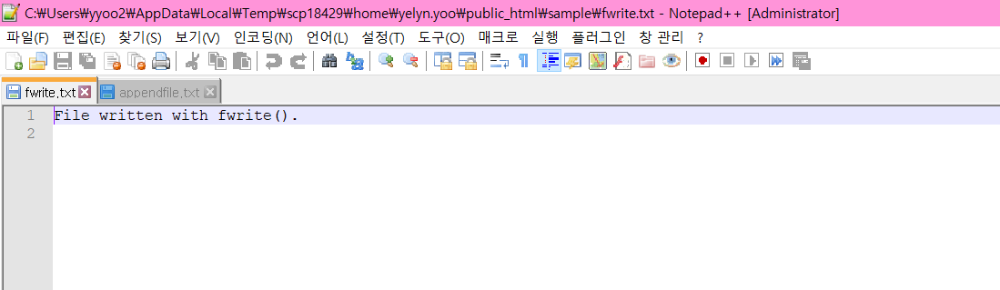 C:₩Users₩yyoo2₩AppData₩Local₩Temp₩scp18429₩home₩yelyn.yoo₩public_html₩sample₩fwrite.txt - Notepad++ [Administrator]
파일(F) 편집(E) 찾기(S) 보기(V) 인코딩(N) 언어(L) 설정(T) 도구(O) 매크로 실행 플러그인 창 관리 ?
fwrite.txt appendfile.txt
1 File written with fwrite().
2